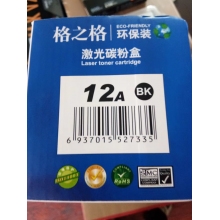 格之格
ECO-FRIENDLY
环保装
激光碳粉盒
Laser toner cartridge
12A BK
6 937015 527335
RoHS